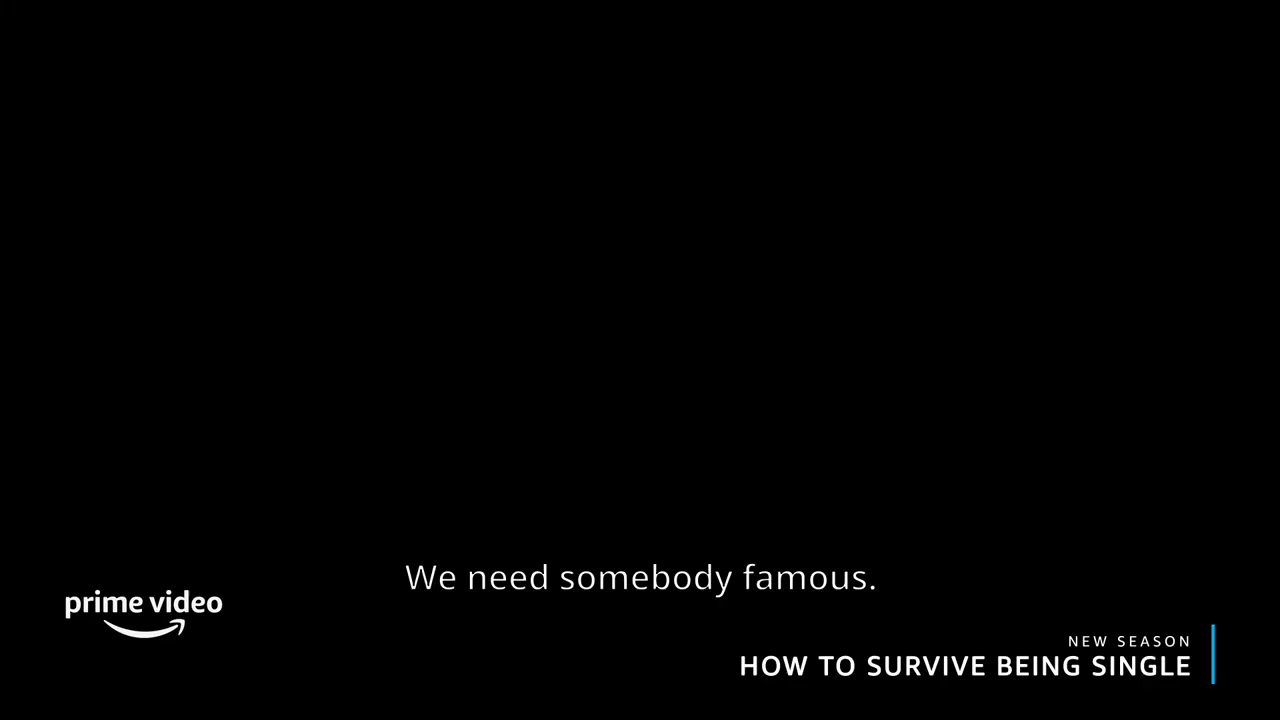 We need somebody famous.
prime video
NEW SEASON
HOW TO SURVIVE BEING SINGLE